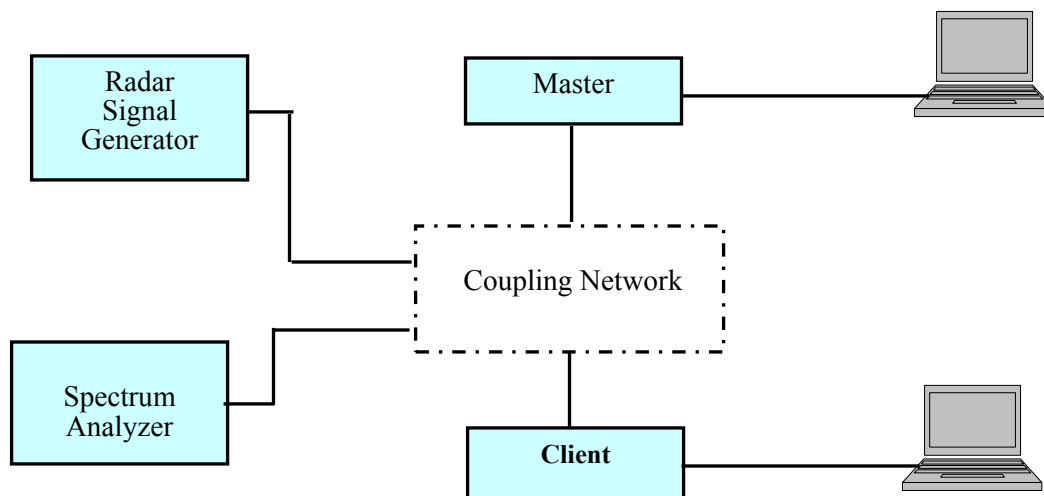 Radar
Signal
Generator
Master
Coupling Network
Spectrum
Analyzer
Client